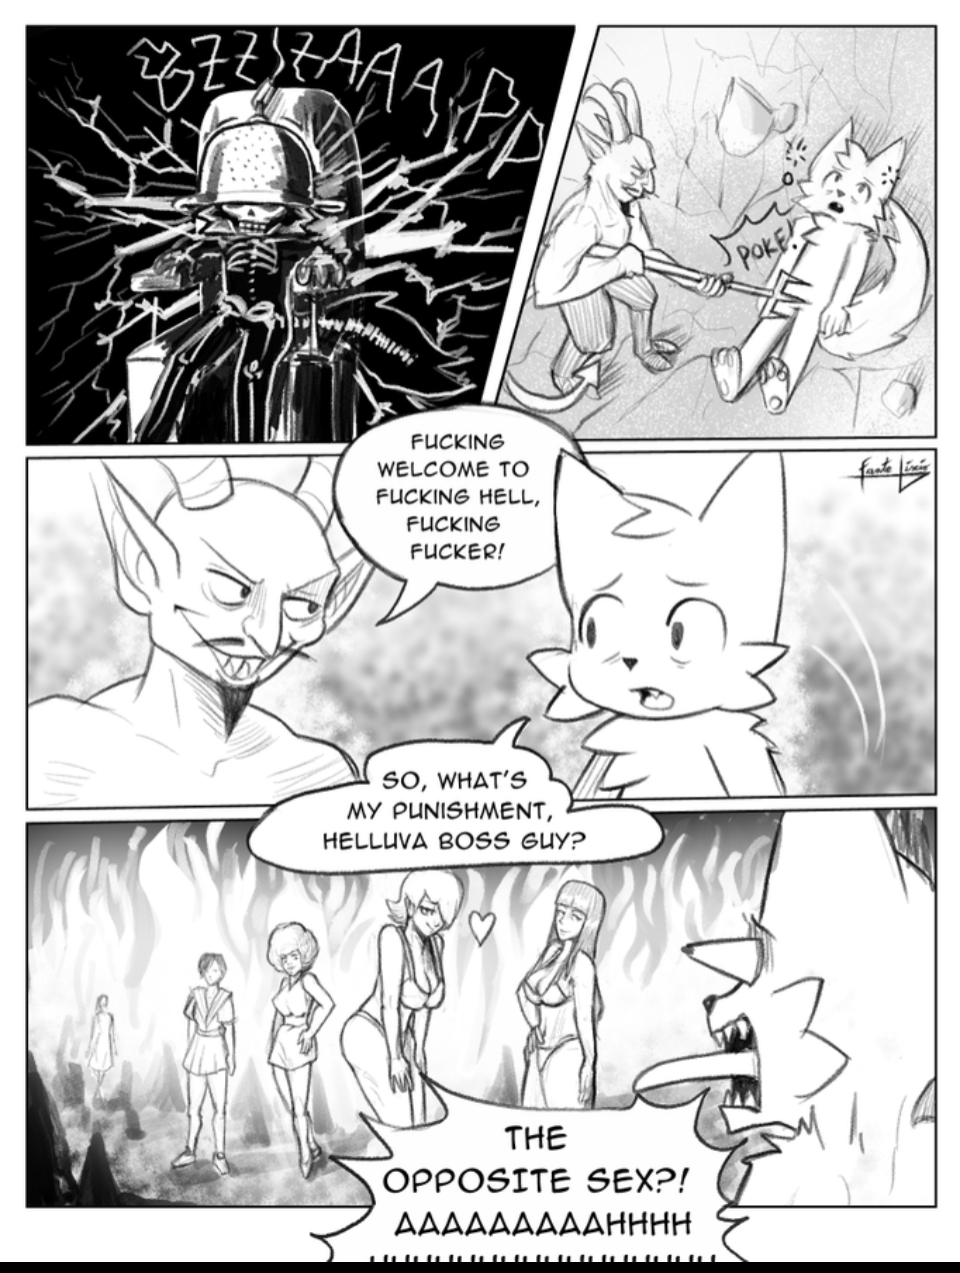 BZZZZAAAAPPP
POKE!
FUCKING
WELCOME TO
FUCKING HELL,
FUCKING
FUCKER!
SO, WHAT'S
MY PUNISHMENT,
HELLUVA BOSS GUY?
THE
OPPOSITE SEX?!
AAAAAAAAAHHHH